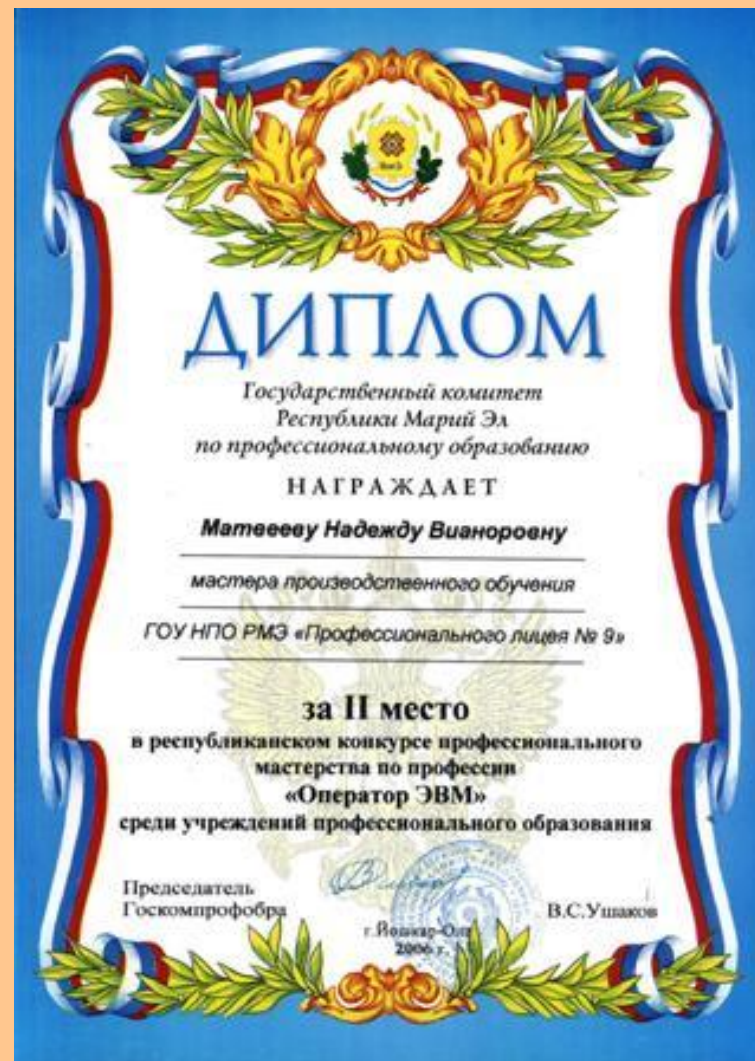 ДИПЛОМ
Государственный комитет
Республики Марий Эл
по профессиональному образованию
НАГРАЖДАЕТ
Матвееву Надежду Вианоровну
мастера производственного обучения
ГОУ НПО РМЭ «Профессионального лицея № 9»
за II место
в республиканском конкурсе профессионального
мастерства по профессии
«Оператор ЭВМ»
среди учреждений профессионального образования
Председатель
Госкомпрофобра
В.С.Ушаков
г.Йошкар-Ола
2006 г.